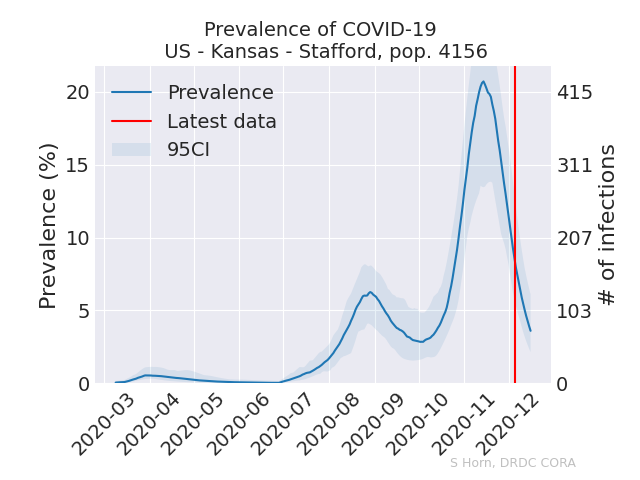 Prevalence of COVID-19
US - Kansas - Stafford, pop. 4156
Prevalence
Latest data
95CI
Prevalence (%)
20
15
10
5
0
# of infections
415
311
207
103
0
2020-03
2020-04
2020-05
2020-06
2020-07
2020-08
2020-09
2020-10
2020-11
2020-12
S Horn, DRDC CORA